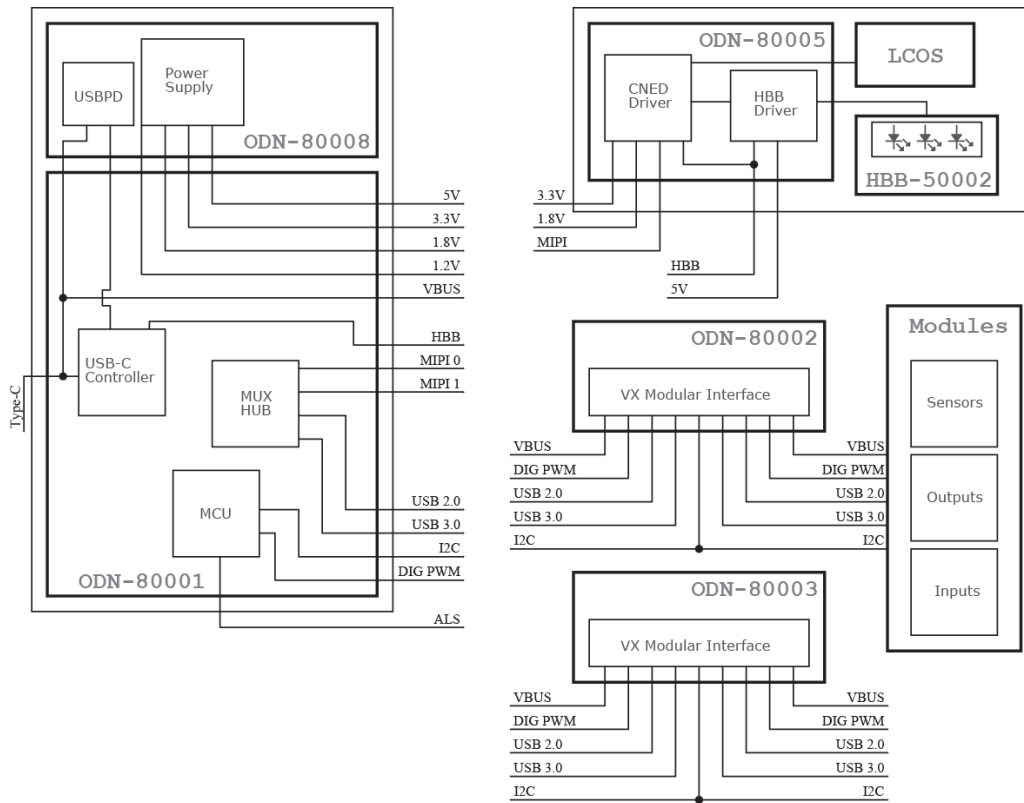 USBPD
Power
Supply
ODN-80008
5V
3.3V
1.8V
1.2V
VBUS
HBB
MIPI 0
MIPI 1
USB-C
Controller
MUX
HUB
Type-C
MCU
USB 2.0
USB 3.0
I2C
DIG PWM
ODN-80001
ALS
ODN-80005
LCOS
CNED
Driver
HBB
Driver
HBB-50002
3.3V
1.8V
MIPI
HBB
5V
ODN-80002
VX Modular Interface
VBUS
DIG PWM
USB 2.0
USB 3.0
I2C
VBUS
DIG PWM
USB 2.0
USB 3.0
I2C
Modules
Sensors
Outputs
Inputs
ODN-80003
VX Modular Interface
VBUS
DIG PWM
USB 2.0
USB 3.0
I2C
VBUS
DIG PWM
USB 2.0
USB 3.0
I2C